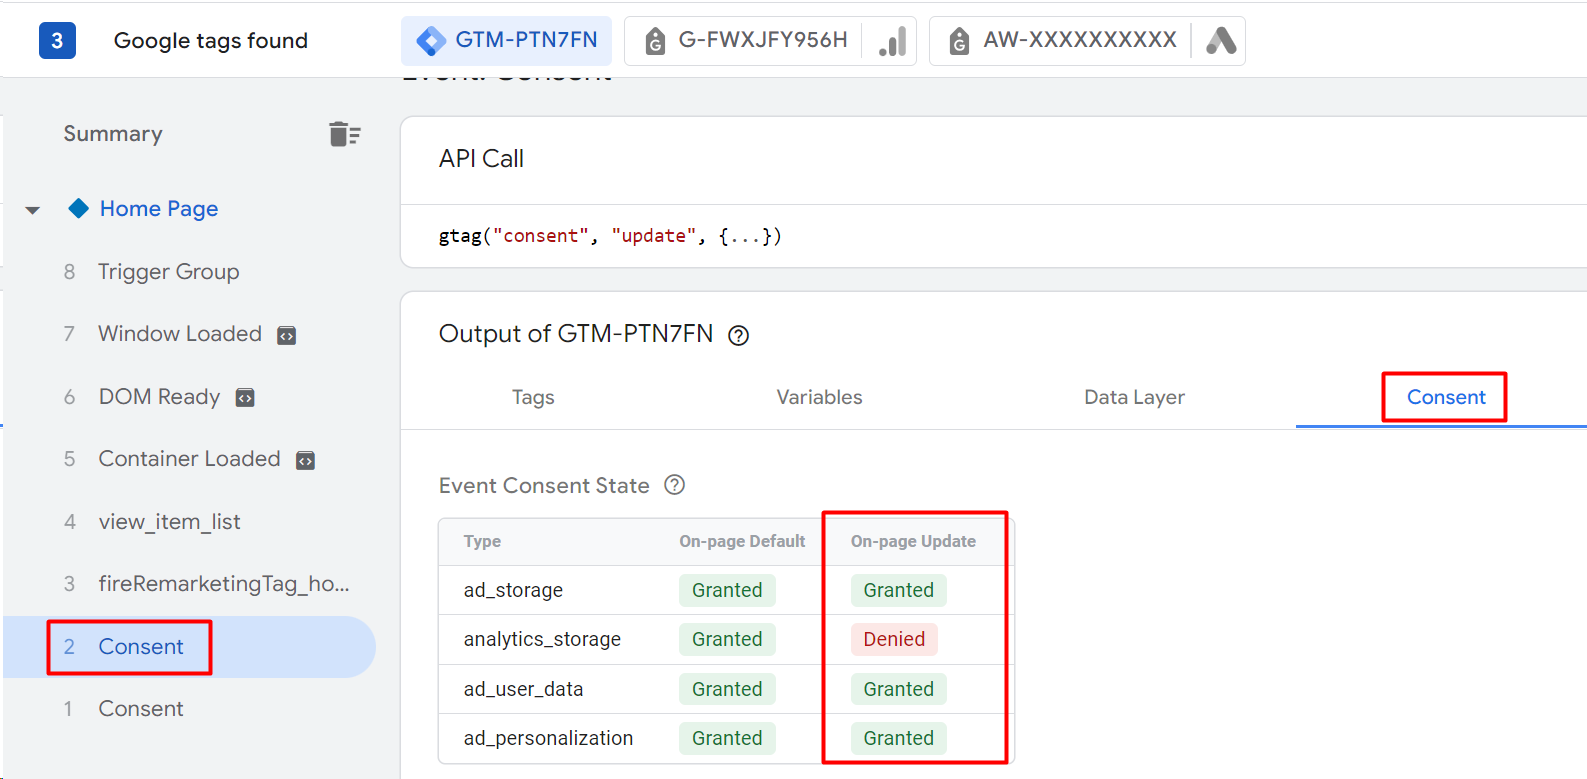 3 Google tags found GTM-PTN7FN G-FWXJFY956H AW-XXXXXXXXXX
Event: Consent
Summary
Home Page
8 Trigger Group
7 Window Loaded
6 DOM Ready
5 Container Loaded
4 view_item_list
3 fireRemarketingTag_ho...
2 Consent
1 Consent
API Call
gtag("consent", "update", {...})
Output of GTM-PTN7FN
Tags Variables Data Layer Consent
Event Consent State
Type On-page Default On-page Update
ad_storage Granted Granted
analytics_storage Granted Denied
ad_user_data Granted Granted
ad_personalization Granted Granted